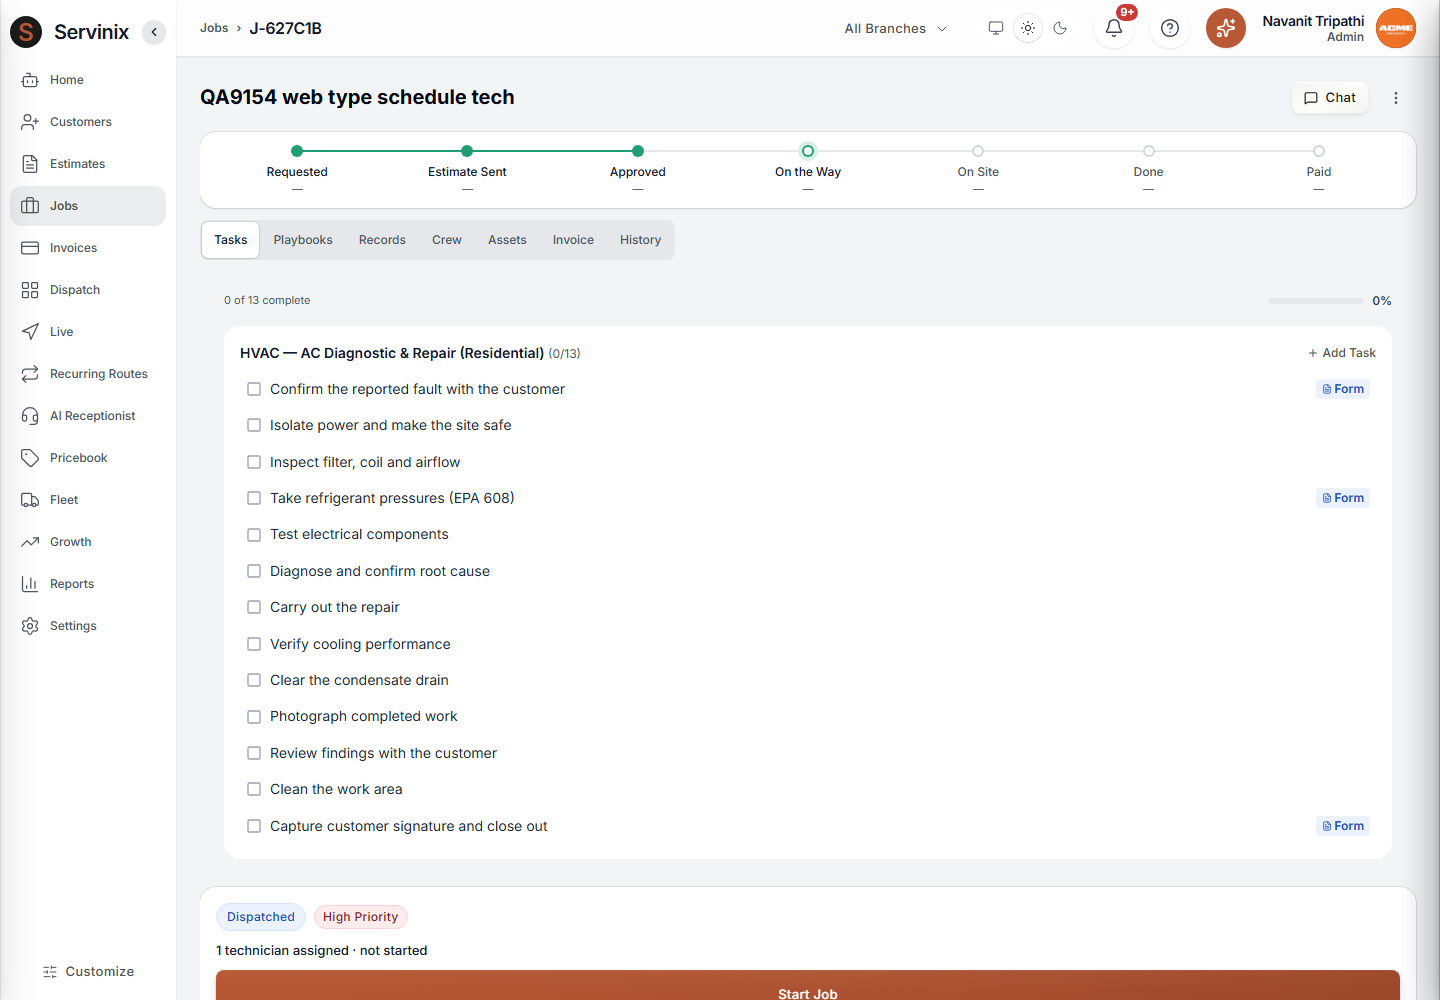 S Servinix
Jobs › J-627C1B
All Branches
9+
Navanit Tripathi
Admin
ACME
Home
Customers
Estimates
Jobs
Invoices
Dispatch
Live
Recurring Routes
AI Receptionist
Pricebook
Fleet
Growth
Reports
Settings
Customize
QA9154 web type schedule tech
Chat
Requested
Estimate Sent
Approved
On the Way
On Site
Done
Paid
— — — — — — —
Tasks Playbooks Records Crew Assets Invoice History
0 of 13 complete
0%
HVAC — AC Diagnostic & Repair (Residential) (0/13)
+ Add Task
Confirm the reported fault with the customer
Form
Isolate power and make the site safe
Inspect filter, coil and airflow
Take refrigerant pressures (EPA 608)
Form
Test electrical components
Diagnose and confirm root cause
Carry out the repair
Verify cooling performance
Clear the condensate drain
Photograph completed work
Review findings with the customer
Clean the work area
Capture customer signature and close out
Form
Dispatched
High Priority
1 technician assigned · not started
Start Job